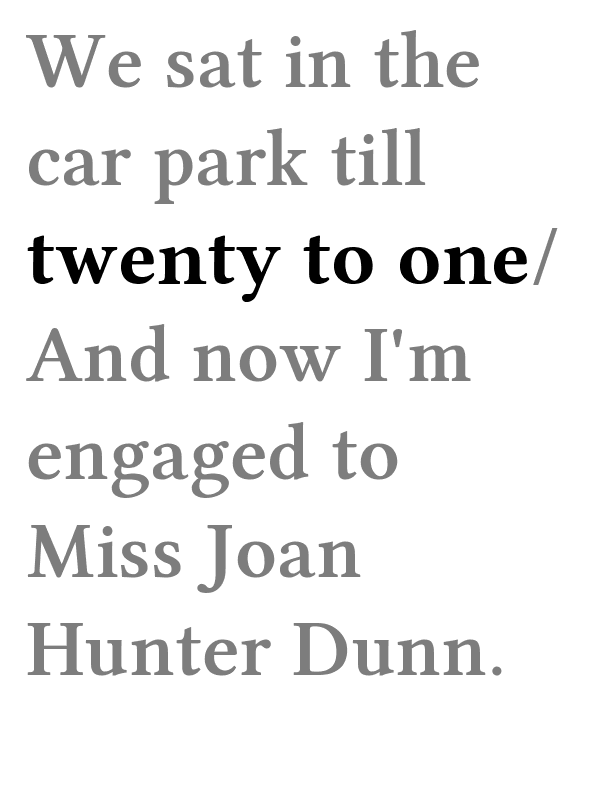 We sat in the
car park till
twenty to one/
And now I'm
engaged to
Miss Joan
Hunter Dunn.